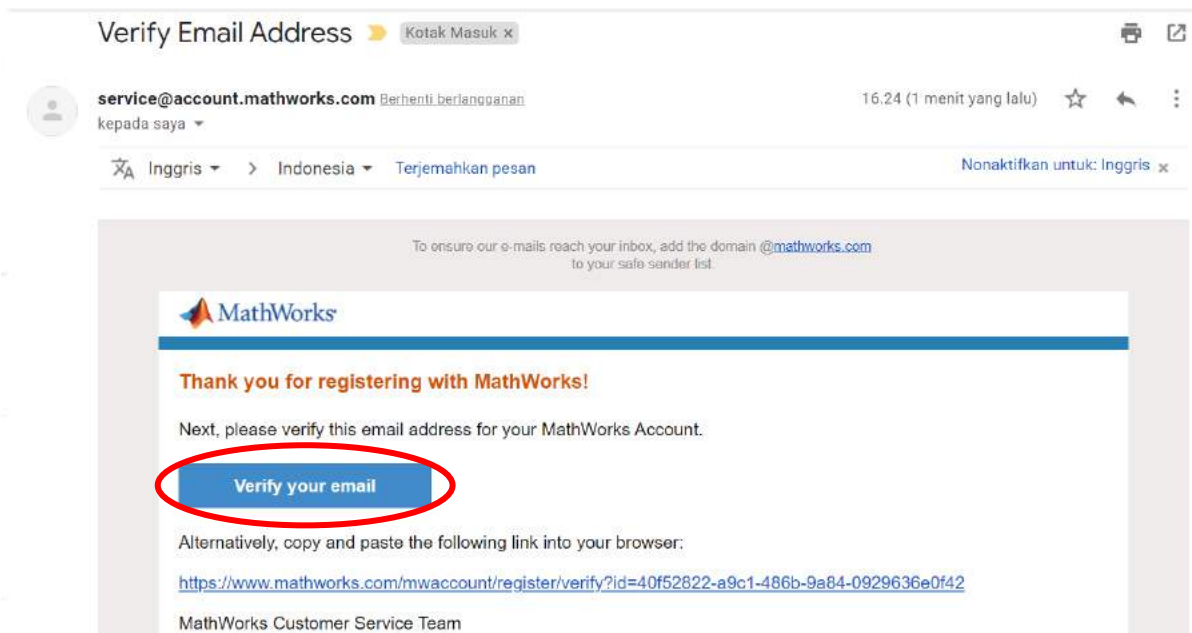 Verify Email Address Kotak Masuk x
service@account.mathworks.com Berhenti berlangganan 16.24 (1 menit yang lalu)
kepada saya
Inggris > Indonesia Terjemahkan pesan Nonaktifkan untuk: Inggris x
To ensure our e-mails reach your inbox, add the domain @mathworks.com
to your safe sender list.
MathWorks
Thank you for registering with MathWorks!
Next, please verify this email address for your MathWorks Account.
Verify your email
Alternatively, copy and paste the following link into your browser:
https://www.mathworks.com/mwaccount/register/verify?id=40f52822-a9c1-486b-9a84-0929636e0f42
MathWorks Customer Service Team